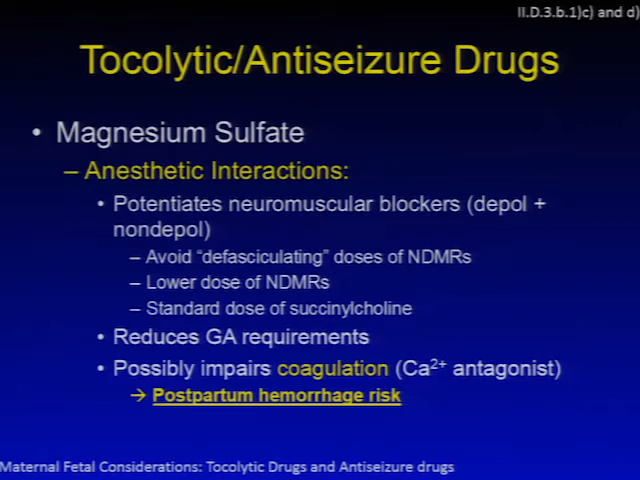 II.D.3.b.1)c) and d)
Tocolytic/Antiseizure Drugs
• Magnesium Sulfate
– Anesthetic Interactions:
• Potentiates neuromuscular blockers (depol +
nondepol)
– Avoid “defasciculating” doses of NDMRs
– Lower dose of NDMRs
– Standard dose of succinylcholine
• Reduces GA requirements
• Possibly impairs coagulation (Ca²⁺ antagonist)
→ Postpartum hemorrhage risk
Maternal Fetal Considerations: Tocolytic Drugs and Antiseizure drugs